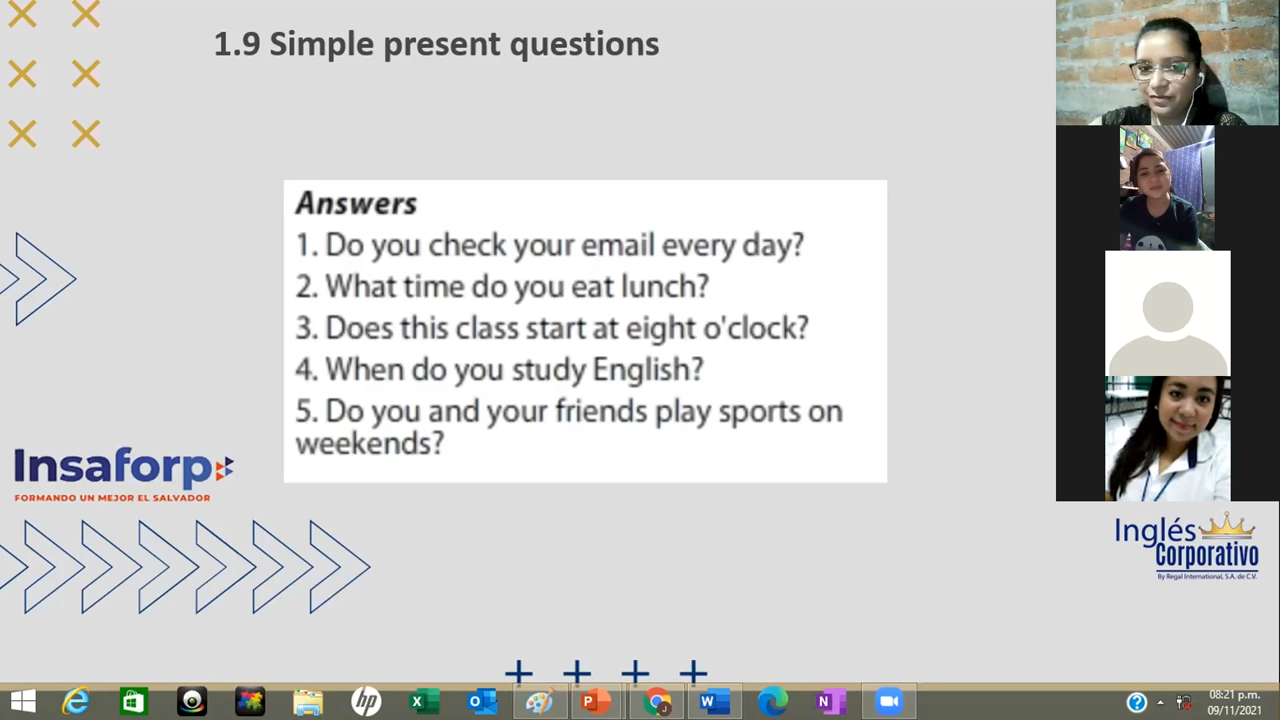 1.9 Simple present questions
Answers
1. Do you check your email every day?
2. What time do you eat lunch?
3. Does this class start at eight o'clock?
4. When do you study English?
5. Do you and your friends play sports on
weekends?
Insaforp
FORMANDO UN MEJOR EL SALVADOR
Inglés
Corporativo
By Regal International, S.A. de C.V.
08:21 p.m.
09/11/2021